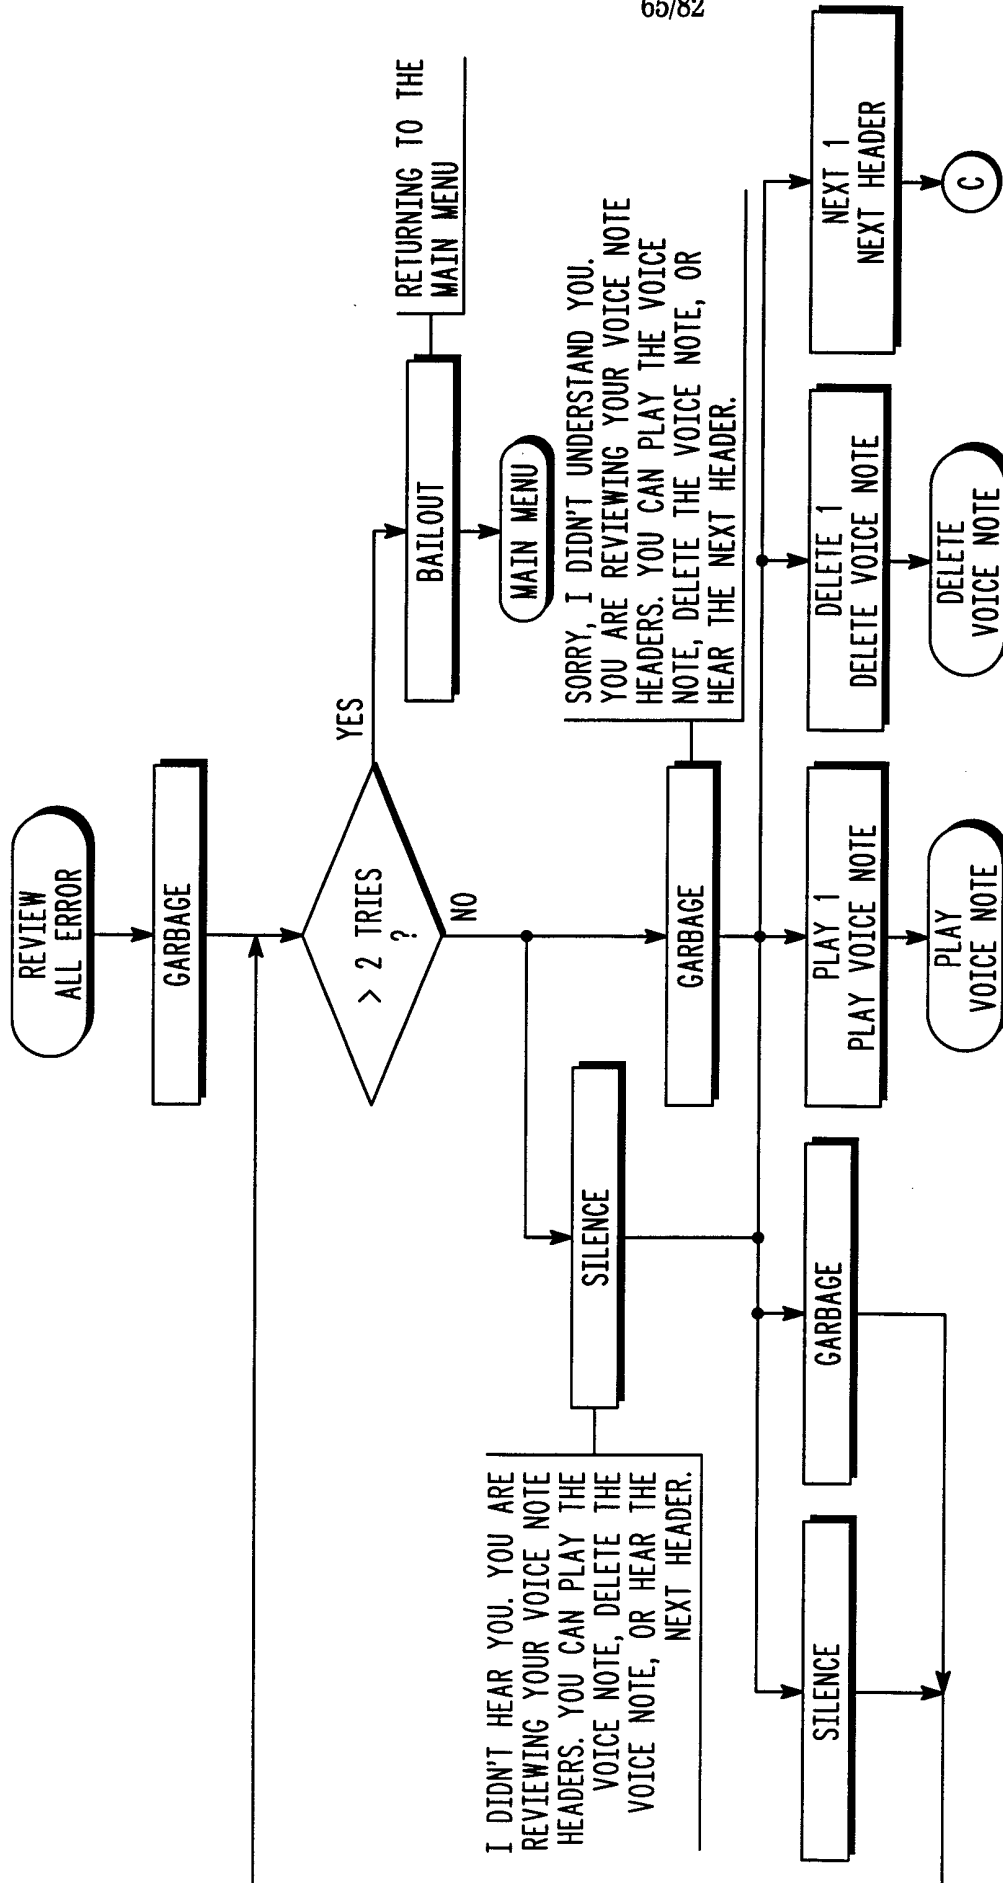 65/82
REVIEW
ALL ERROR
GARBAGE
> 2 TRIES
?
YES
NO
BAILOUT
RETURNING TO THE
MAIN MENU
MAIN MENU
SILENCE
I DIDN'T HEAR YOU. YOU ARE
REVIEWING YOUR VOICE NOTE
HEADERS. YOU CAN PLAY THE
VOICE NOTE, DELETE THE
VOICE NOTE, OR HEAR THE
NEXT HEADER.
GARBAGE
SORRY, I DIDN'T UNDERSTAND YOU.
YOU ARE REVIEWING YOUR VOICE NOTE
HEADERS. YOU CAN PLAY THE VOICE
NOTE, DELETE THE VOICE NOTE, OR
HEAR THE NEXT HEADER.
SILENCE
GARBAGE
PLAY 1
PLAY VOICE NOTE
DELETE 1
DELETE VOICE NOTE
NEXT 1
NEXT HEADER
PLAY
VOICE NOTE
DELETE
VOICE NOTE
C